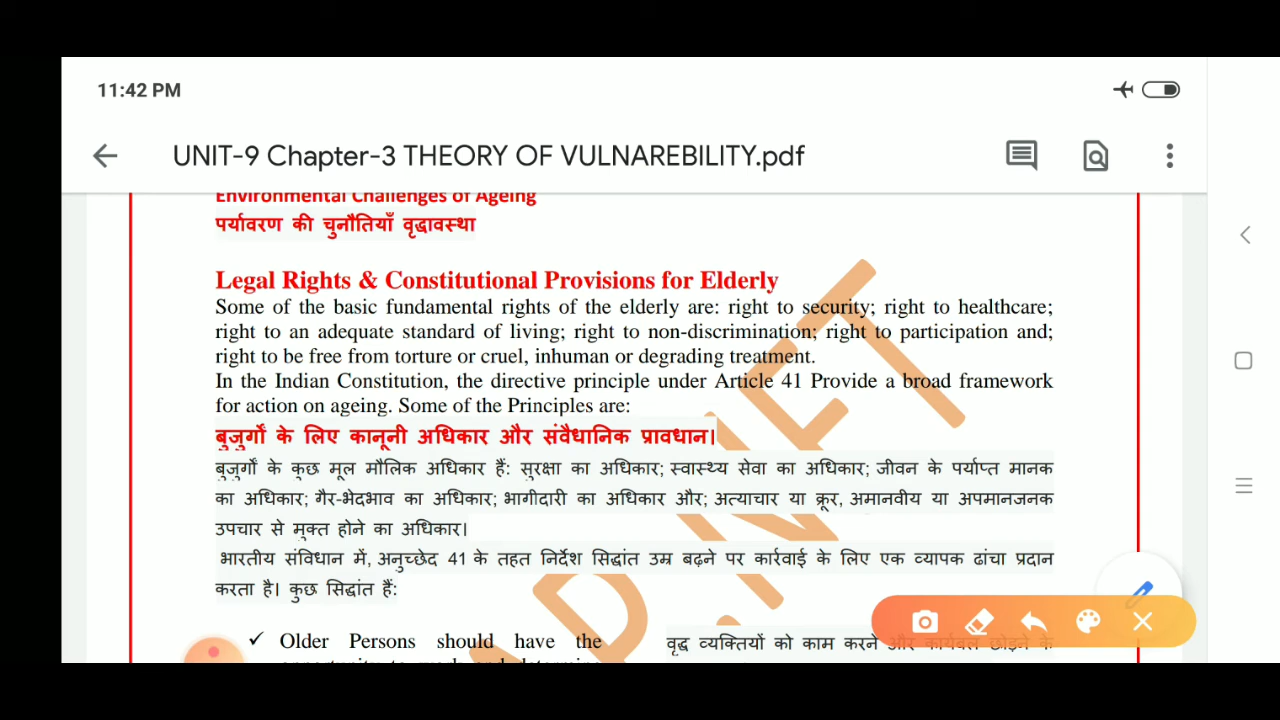 11:42 PM
UNIT-9 Chapter-3 THEORY OF VULNAREBILITY.pdf
Environmental Challenges of Ageing
पर्यावरण की चुनौतियाँ वृद्धावस्था
Legal Rights & Constitutional Provisions for Elderly
Some of the basic fundamental rights of the elderly are: right to security; right to healthcare;
right to an adequate standard of living; right to non-discrimination; right to participation and;
right to be free from torture or cruel, inhuman or degrading treatment.
In the Indian Constitution, the directive principle under Article 41 Provide a broad framework
for action on ageing. Some of the Principles are:
बुजुर्गों के लिए कानूनी अधिकार और संवैधानिक प्रावधान।
बुजुर्गों के कुछ मूल मौलिक अधिकार हैं: सुरक्षा का अधिकार; स्वास्थ्य सेवा का अधिकार; जीवन के पर्याप्त मानक
का अधिकार; गैर-भेदभाव का अधिकार; भागीदारी का अधिकार और; अत्याचार या क्रूर, अमानवीय या अपमानजनक
उपचार से मुक्त होने का अधिकार।
भारतीय संविधान में, अनुच्छेद 41 के तहत निर्देश सिद्धांत उम्र बढ़ने पर कार्रवाई के लिए एक व्यापक ढांचा प्रदान
करता है। कुछ सिद्धांत हैं:
✓ Older Persons should have the
वृद्ध व्यक्तियों को काम करने और कार्यबल छोड़ने के